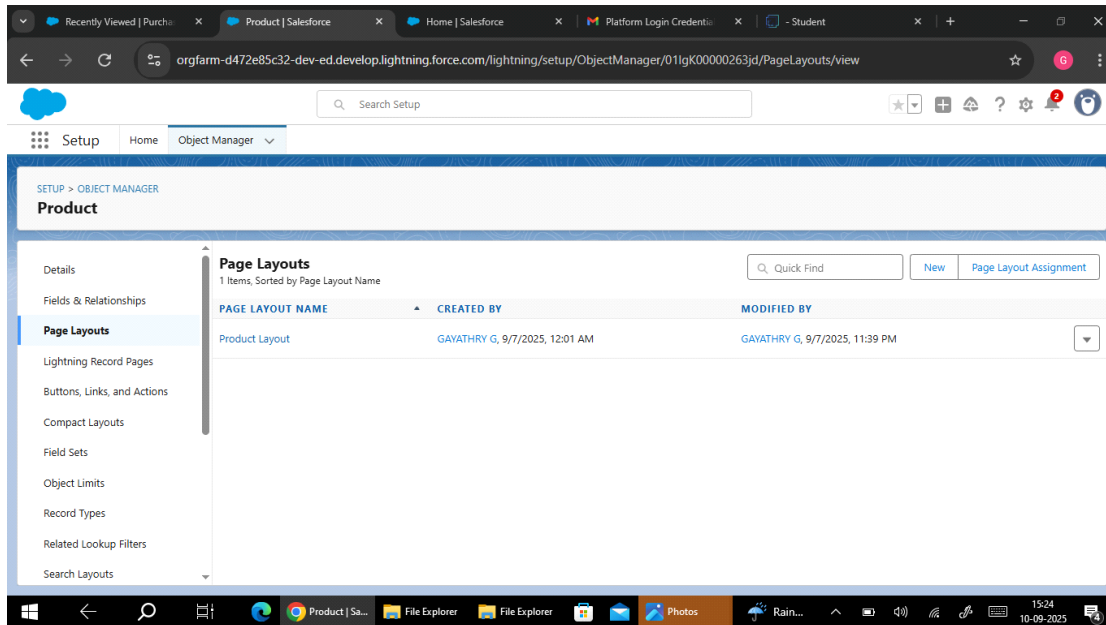 Recently Viewed | Purcha
Product | Salesforce
Home | Salesforce
Platform Login Credentia
- Student
orgfarm-d472e85c32-dev-ed.develop.lightning.force.com/lightning/setup/ObjectManager/01IgK00000263jd/PageLayouts/view
G
Search Setup
2
Setup
Home
Object Manager
SETUP > OBJECT MANAGER
Product
Details
Fields & Relationships
Page Layouts
Lightning Record Pages
Buttons, Links, and Actions
Compact Layouts
Field Sets
Object Limits
Record Types
Related Lookup Filters
Search Layouts
Page Layouts
1 Items, Sorted by Page Layout Name
Quick Find
New
Page Layout Assignment
PAGE LAYOUT NAME
CREATED BY
MODIFIED BY
Product Layout
GAYATHRY G, 9/7/2025, 12:01 AM
GAYATHRY G, 9/7/2025, 11:39 PM
Product | Sa...
File Explorer
File Explorer
Photos
Rain...
15:24
10-09-2025
4